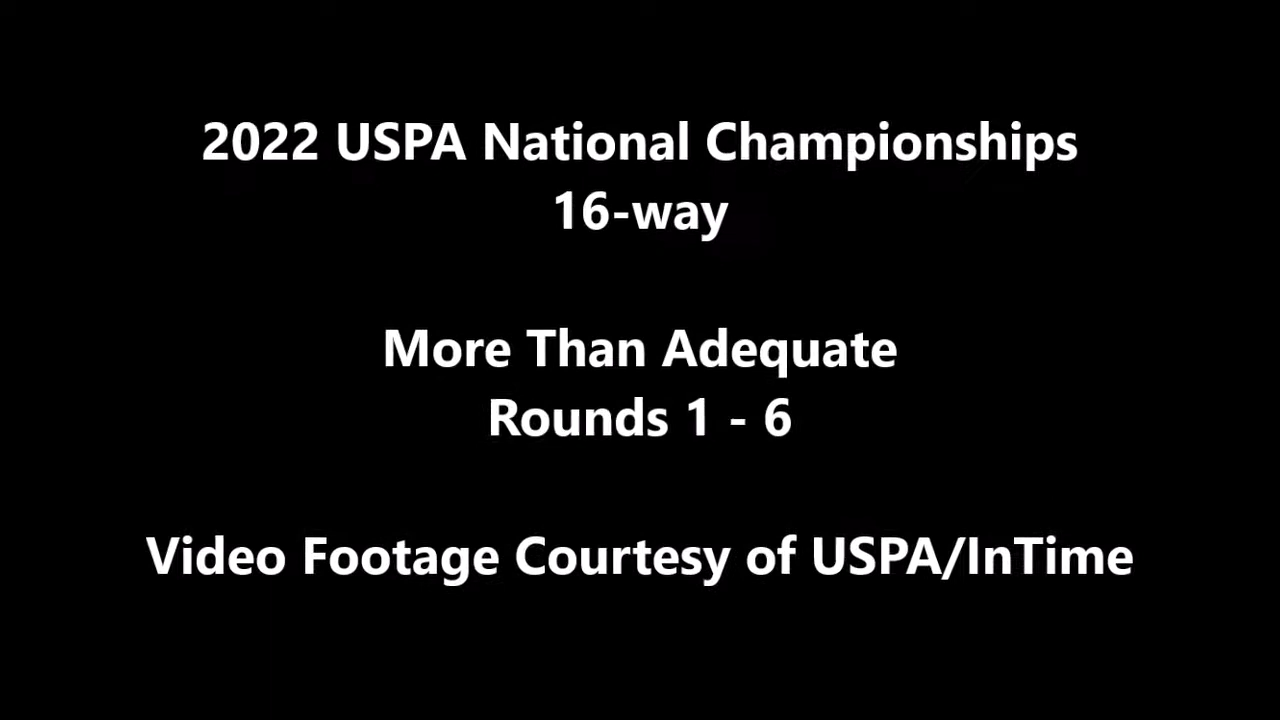 2022 USPA National Championships
16-way
More Than Adequate
Rounds 1 - 6
Video Footage Courtesy of USPA/InTime